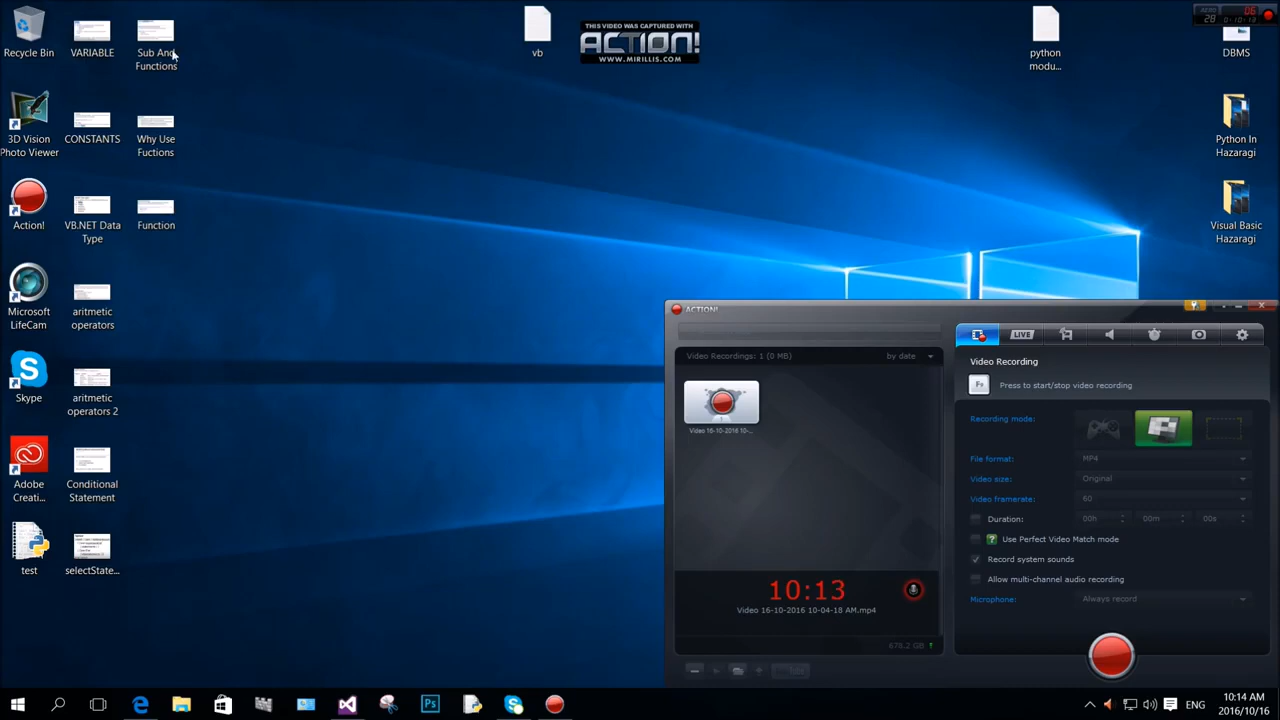 Recycle Bin
VARIABLE
Sub And
Functions
vb
THIS VIDEO WAS CAPTURED WITH
ACTION!
WWW.MIRILLIS.COM
python
modu...
DBMS
3D Vision
Photo Viewer
CONSTANTS
Why Use
Fuctions
Python In
Hazaragi
Action!
VB.NET Data
Type
Function
Visual Basic
Hazaragi
Microsoft
LifeCam
aritmetic
operators
Skype
aritmetic
operators 2
Adobe
Creati...
Conditional
Statement
test
selectState...
ACTION!
LIVE
Video Recordings: 1 (0 MB)
by date
Video 16-10-2016 10-...
10:13
Video 16-10-2016 10-04-18 AM.mp4
678.2 GB
Video Recording
F9
Press to start/stop video recording
Recording mode:
File format:
MP4
Video size:
Original
Video framerate:
60
Duration:
00h
00m
00s
? Use Perfect Video Match mode
Record system sounds
Allow multi-channel audio recording
Microphone:
Always record
ENG
10:14 AM
2016/10/16